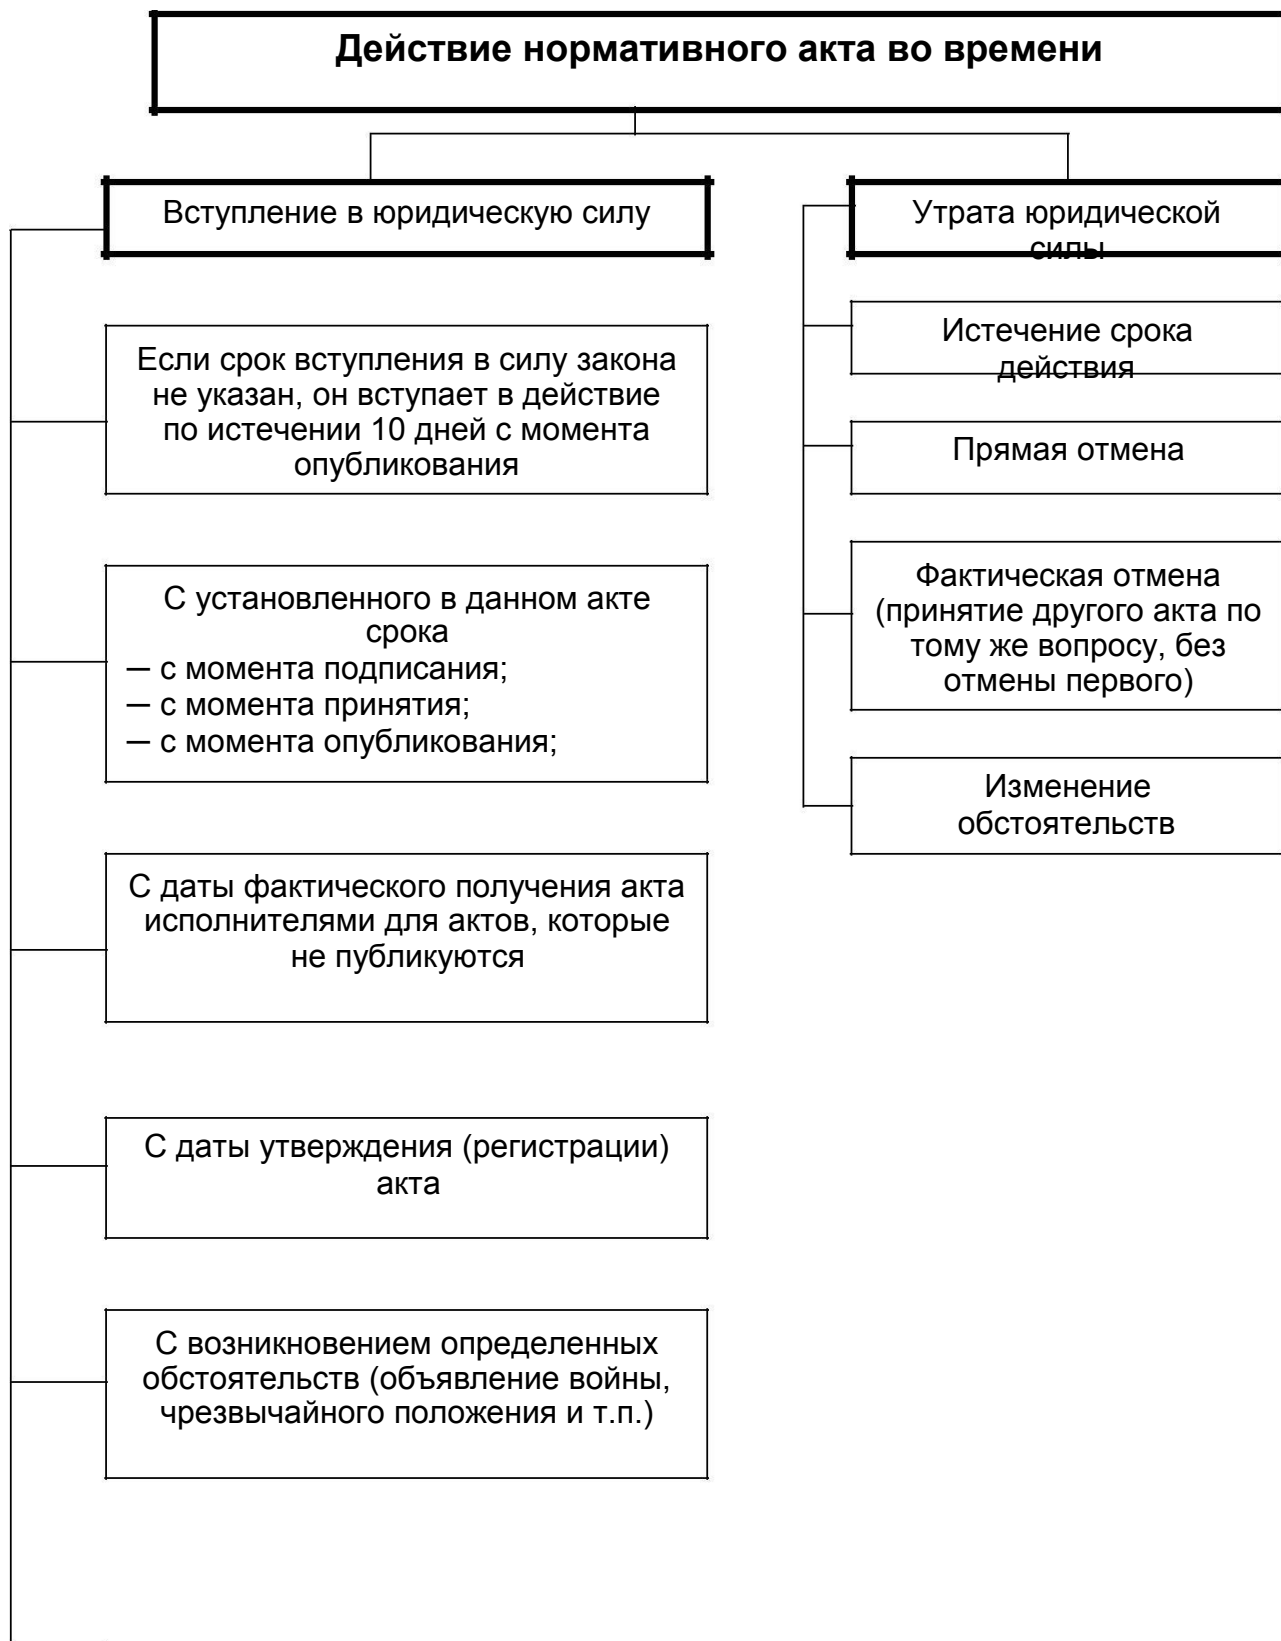 Действие нормативного акта во времени
Вступление в юридическую силу
Если срок вступления в силу закона
не указан, он вступает в действие
по истечении 10 дней с момента
опубликования
С установленного в данном акте
срока
— с момента подписания;
— с момента принятия;
— с момента опубликования;
С даты фактического получения акта
исполнителями для актов, которые
не публикуются
С даты утверждения (регистрации)
акта
С возникновением определенных
обстоятельств (объявление войны,
чрезвычайного положения и т.п.)
Утрата юридической
силы
Истечение срока
действия
Прямая отмена
Фактическая отмена
(принятие другого акта по
тому же вопросу, без
отмены первого)
Изменение
обстоятельств